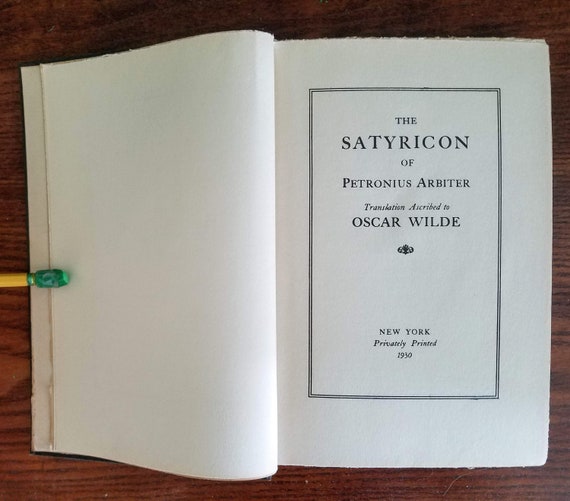 THE
SATYRICON
OF
PETRONIUS ARBITER
Translation Ascribed to
OSCAR WILDE
NEW YORK
Privately Printed
1930